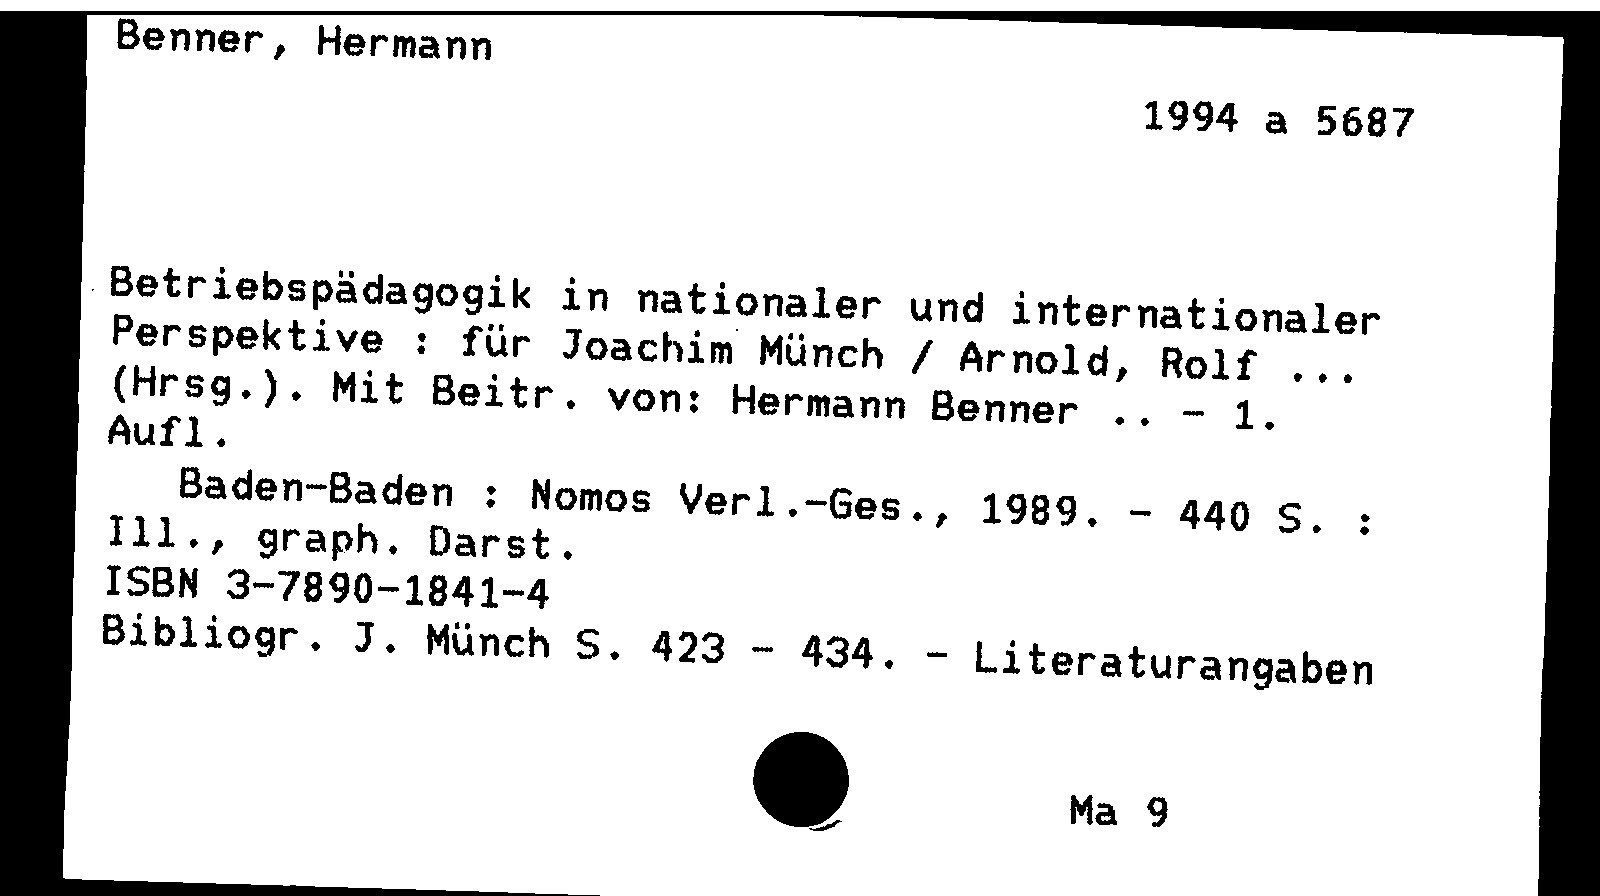 Benner, Hermann
1994 a 5687
Betriebspädagogik in nationaler und internationaler
Perspektive : für Joachim Münch / Arnold, Rolf ...
(Hrsg.). Mit Beitr. von: Hermann Benner .. - 1.
Aufl.
Baden-Baden : Nomos Verl.-Ges., 1989. - 440 S. :
Ill., graph. Darst.
ISBN 3-7890-1841-4
Bibliogr. J. Münch S. 423 - 434. - Literaturangaben
Ma 9